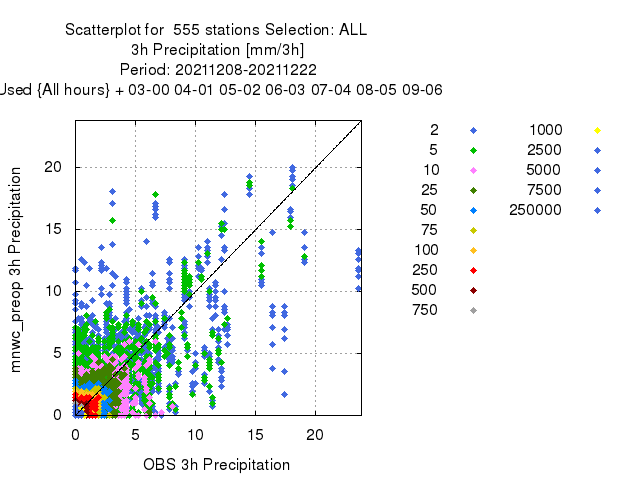 Scatterplot for 555 stations Selection: ALL
3h Precipitation [mm/3h]
Period: 20211208-20211222
Used {All hours} + 03-00 04-01 05-02 06-03 07-04 08-05 09-06
mnwc_preop 3h Precipitation
20
15
10
5
0
0 5 10 15 20
OBS 3h Precipitation
2 1000
5 2500
10 5000
25 7500
50 250000
75
100
250
500
750